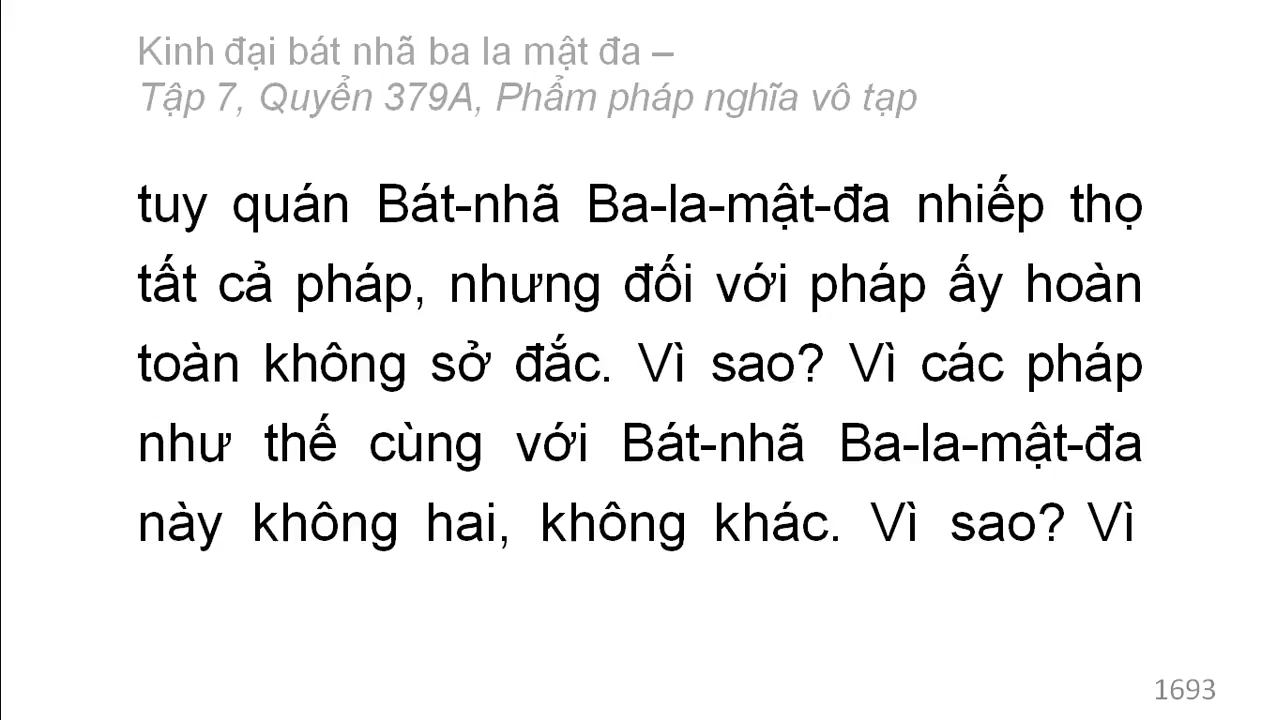 Kinh đại bát nhã ba la mật đa –
Tập 7, Quyển 379A, Phẩm pháp nghĩa vô tạp
tuy quán Bát-nhã Ba-la-mật-đa nhiếp thọ
tất cả pháp, nhưng đối với pháp ấy hoàn
toàn không sở đắc. Vì sao? Vì các pháp
như thế cùng với Bát-nhã Ba-la-mật-đa
này không hai, không khác. Vì sao? Vì
1693